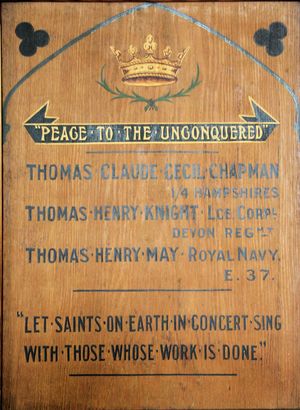 "PEACE·TO·THE·UNCONQUERED"
THOMAS·CLAUDE·CECIL·CHAPMAN
1/4 HAMPSHIRES
THOMAS·HENRY·KNIGHT·LCE. CORPL
DEVON REGMT
THOMAS·HENRY·MAY·ROYAL NAVY.
E. 37.
"LET·SAINTS·ON·EARTH·IN·CONCERT·SING
WITH·THOSE·WHOSE·WORK·IS·DONE."